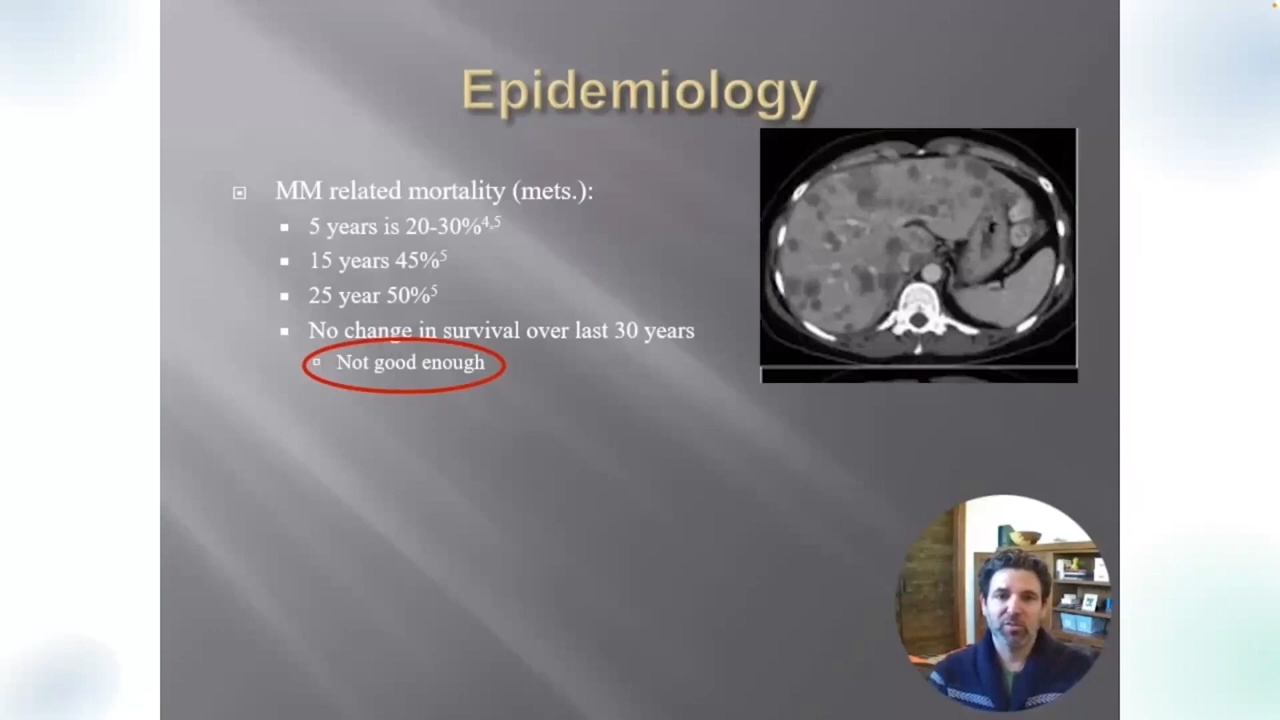 Epidemiology
MM related mortality (mets.):
5 years is 20-30%4,5
15 years 45%5
25 year 50%5
No change in survival over last 30 years
Not good enough